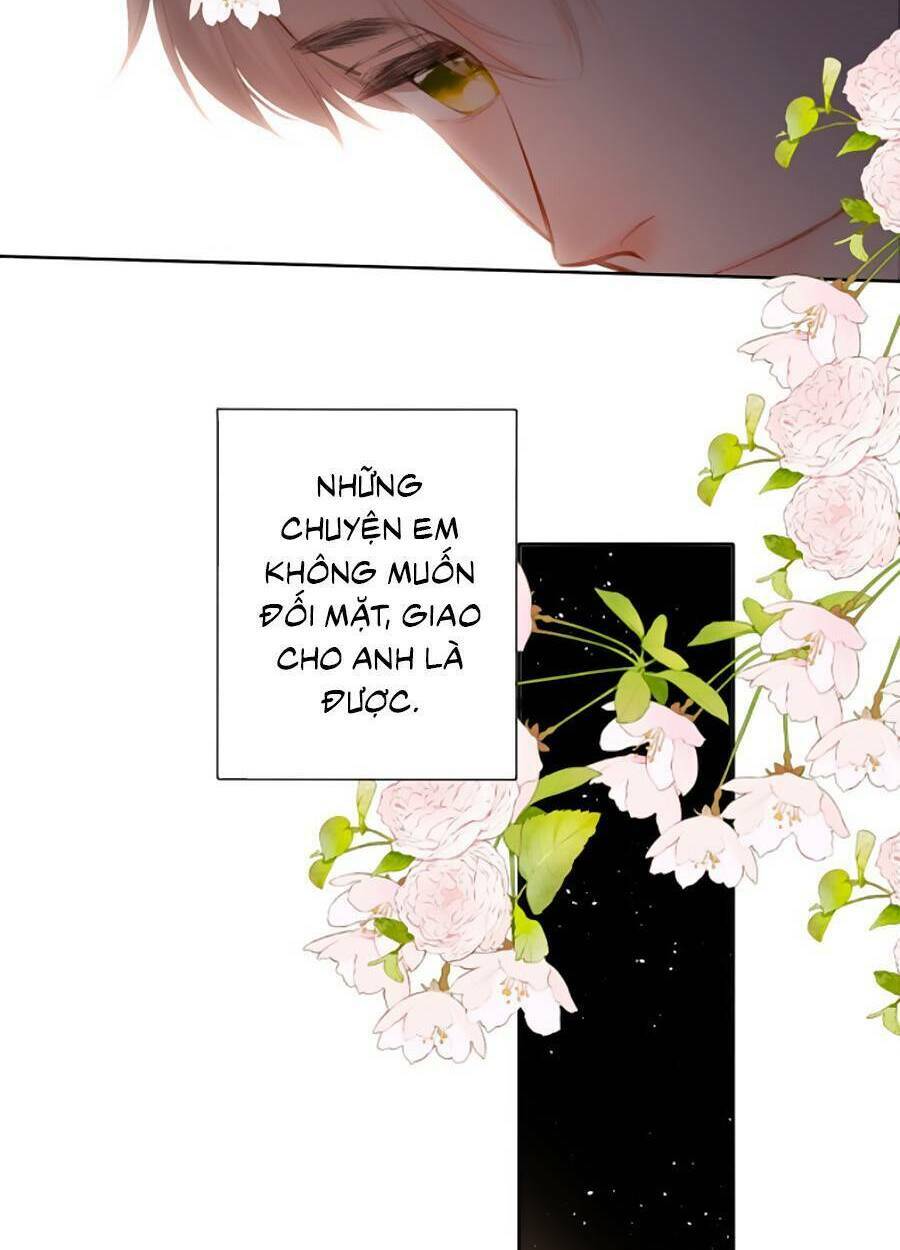 NHỮNG
CHUYỆN EM
KHÔNG MUỐN
ĐỐI MẶT, GIAO
CHO ANH LÀ
ĐƯỢC.